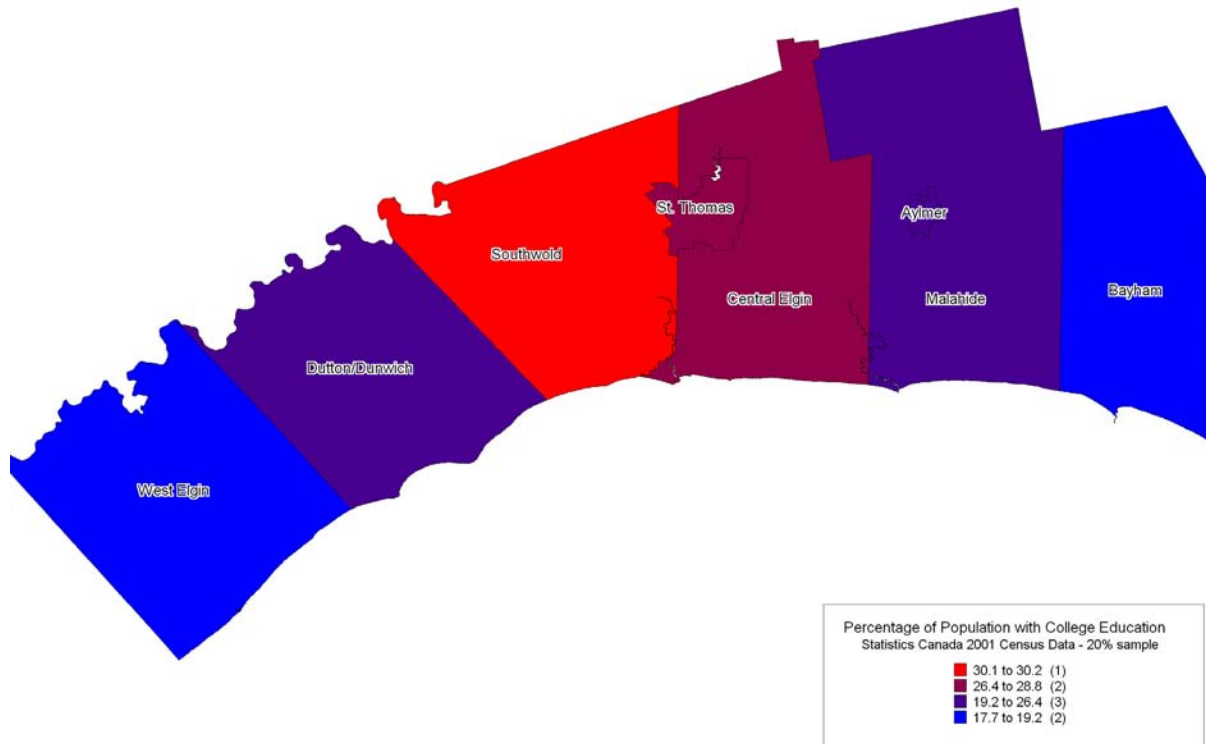 St. Thomas
Aylmer
Southwold
Central Elgin
Malahide
Bayham
Dutton/Dunwich
West Elgin
Percentage of Population with College Education
Statistics Canada 2001 Census Data - 20% sample
30.1 to 30.2 (1)
26.4 to 28.8 (2)
19.2 to 26.4 (3)
17.7 to 19.2 (2)